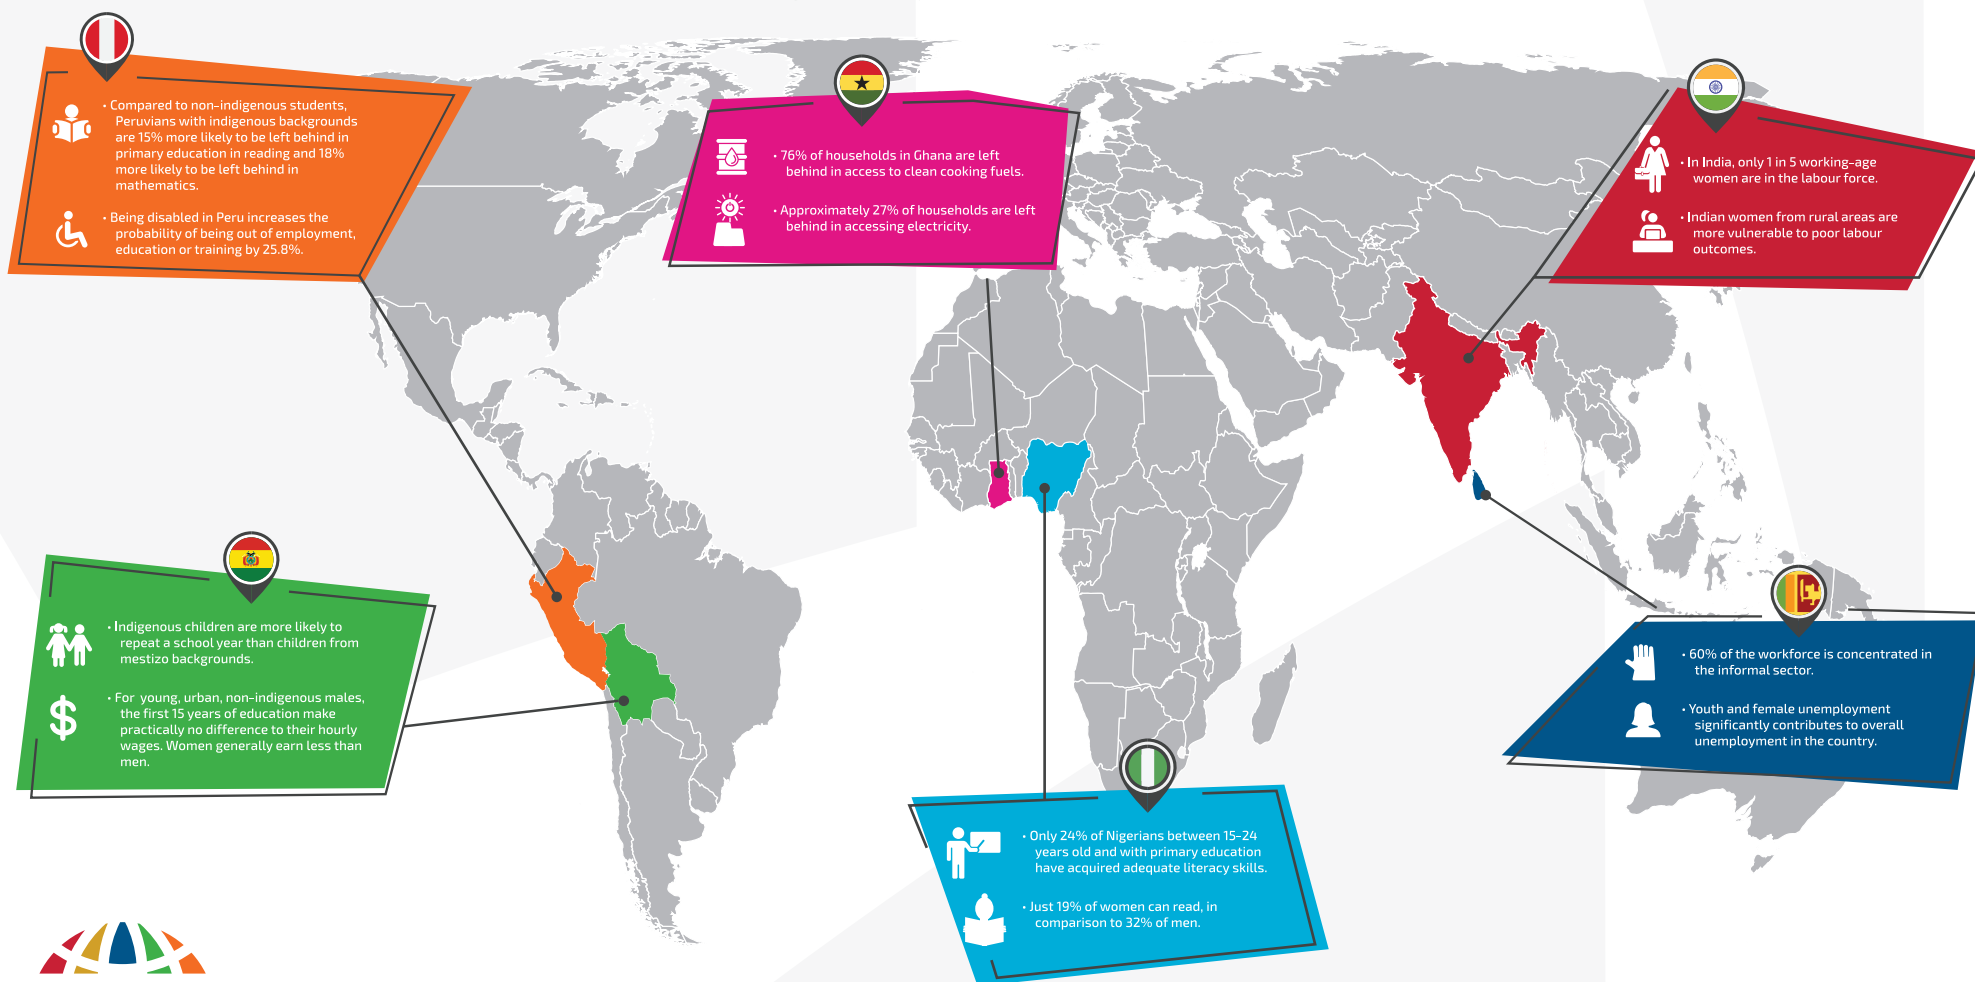 • Compared to non-indigenous students,
Peruvians with indigenous backgrounds
are 15% more likely to be left behind in
primary education in reading and 18%
more likely to be left behind in
mathematics.
• Being disabled in Peru increases the
probability of being out of employment,
education or training by 25.8%.
• 76% of households in Ghana are left
behind in access to clean cooking fuels.
• Approximately 27% of households are left
behind in accessing electricity.
• In India, only 1 in 5 working-age
women are in the labour force.
• Indian women from rural areas are
more vulnerable to poor labour
outcomes.
• Indigenous children are more likely to
repeat a school year than children from
mestizo backgrounds.
• For young, urban, non-indigenous males,
the first 15 years of education make
practically no difference to their hourly
wages. Women generally earn less than
men.
• Only 24% of Nigerians between 15-24
years old and with primary education
have acquired adequate literacy skills.
• Just 19% of women can read, in
comparison to 32% of men.
• 60% of the workforce is concentrated in
the informal sector.
• Youth and female unemployment
significantly contributes to overall
unemployment in the country.